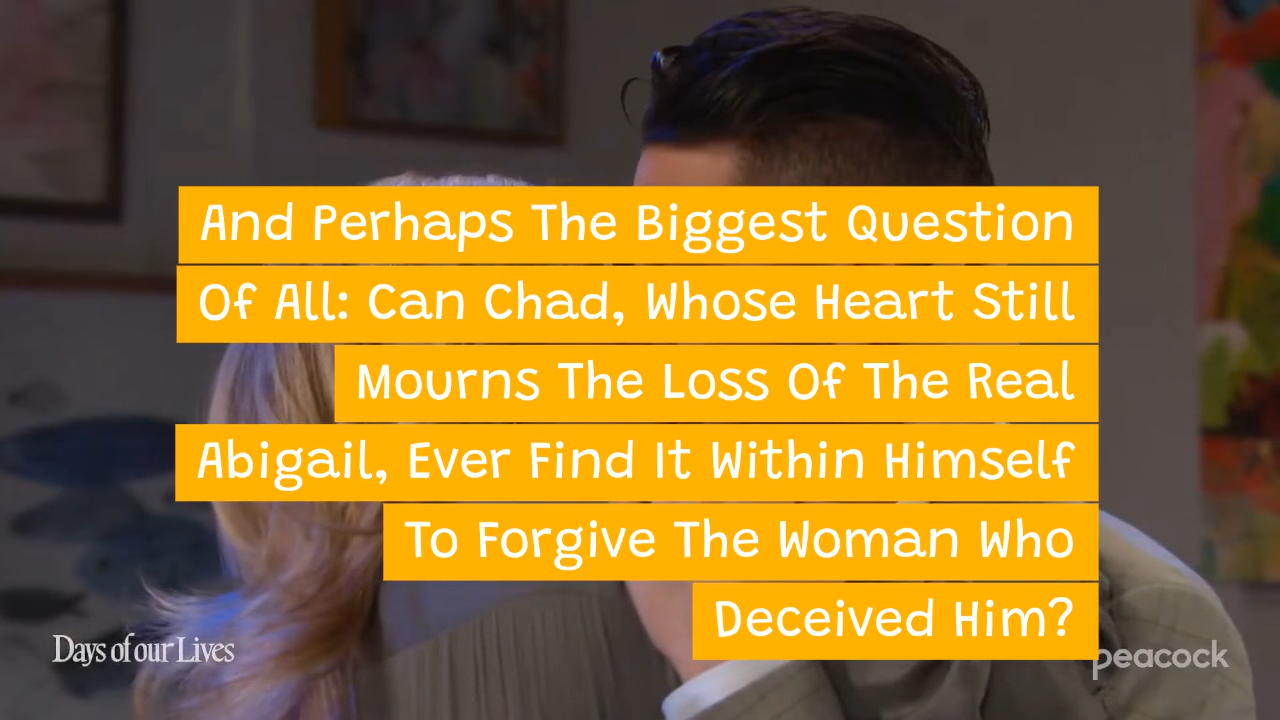 And Perhaps The Biggest Question
Of All: Can Chad, Whose Heart Still
Mourns The Loss Of The Real
Abigail, Ever Find It Within Himself
To Forgive The Woman Who
Deceived Him?
Days of our Lives
peacock